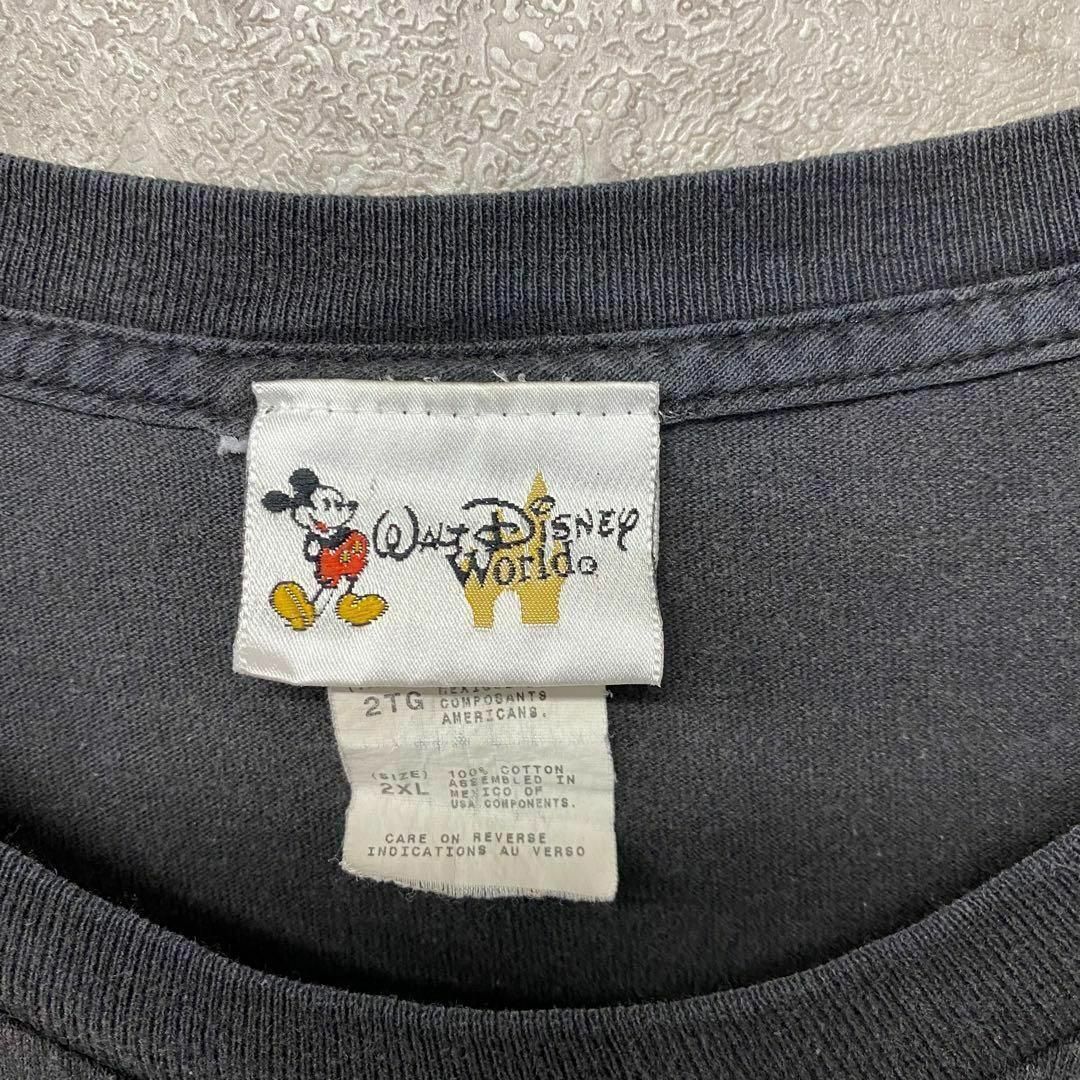 WALT DISNEY
World®
2TG
COMPOSANTS
AMERICANS.
(SIZE) 100% COTTON
2XL ASSEMBLED IN
MEXICO OF
USA COMPONENTS.
CARE ON REVERSE
INDICATIONS AU VERSO